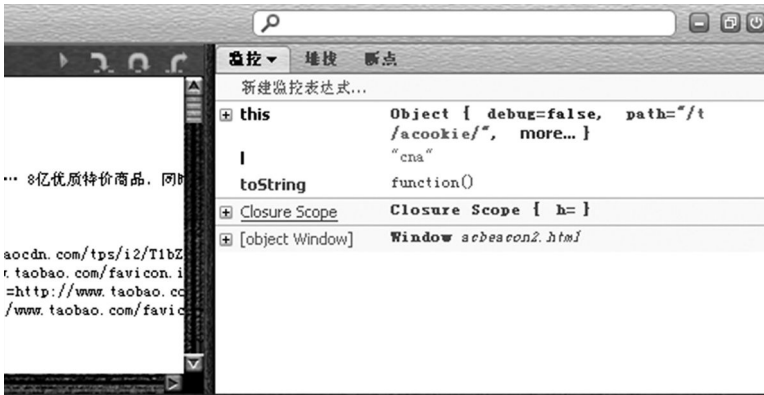 监控 堆栈 断点
新建监控表达式...
this Object { debug=false, path="/t
/acookie/", more... }
l "cna"
toString function()
Closure Scope Closure Scope { h= }
[object Window] Window acbeacon2.html
… 8亿优质特价商品,同时
aocdn.com/tps/i2/T1bZ
.taobao.com/favicon.i
=http://www.taobao.co
/www.taobao.com/favic